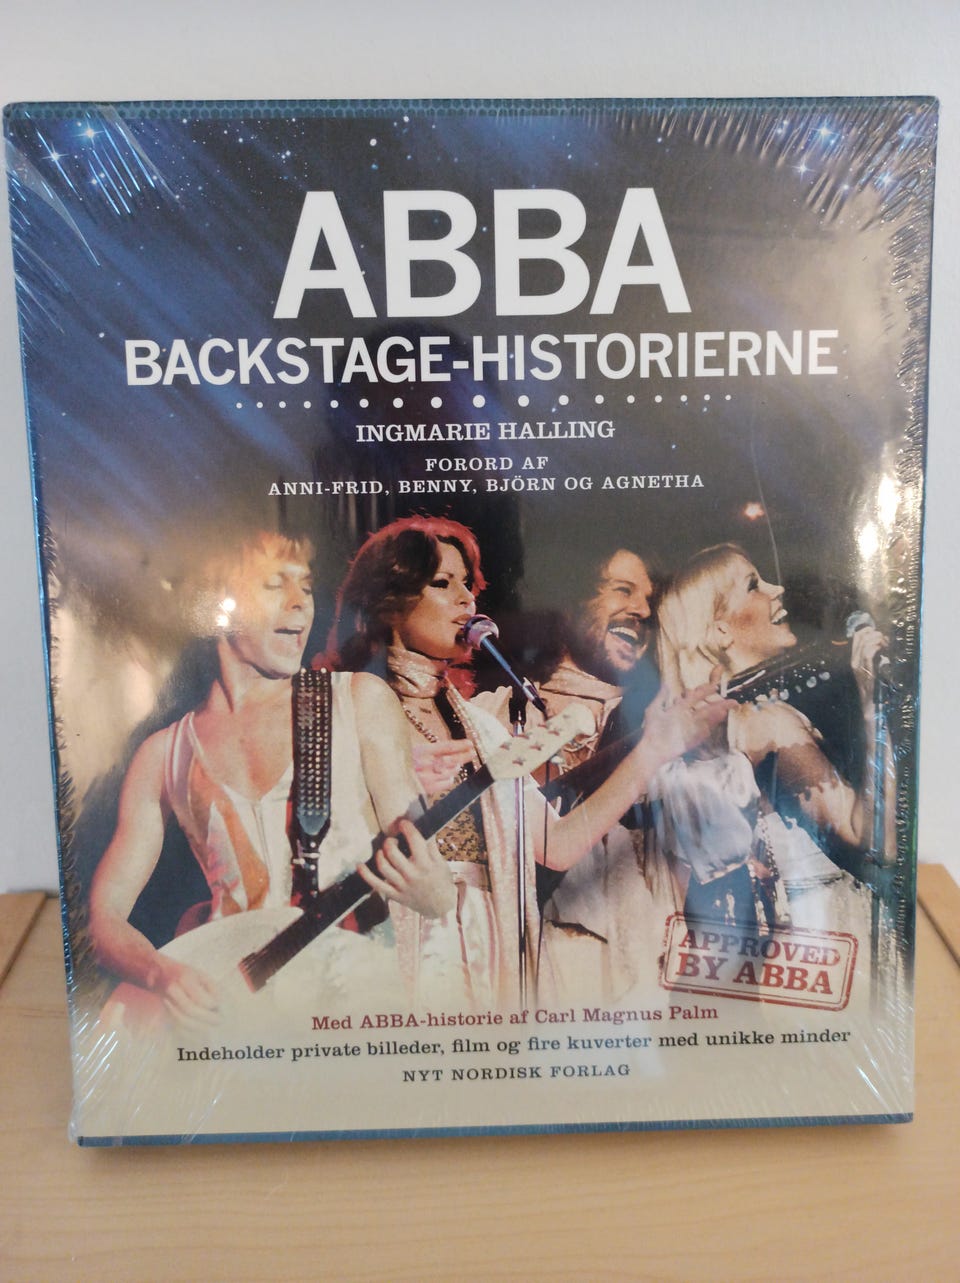 ABBA
BACKSTAGE-HISTORIERNE
INGMARIE HALLING
FORORD AF
ANNI-FRID, BENNY, BJÖRN OG AGNETHA
APPROVED
BY ABBA
Med ABBA-historie af Carl Magnus Palm
Indeholder private billeder, film og fire kuverter med unikke minder
NYT NORDISK FORLAG